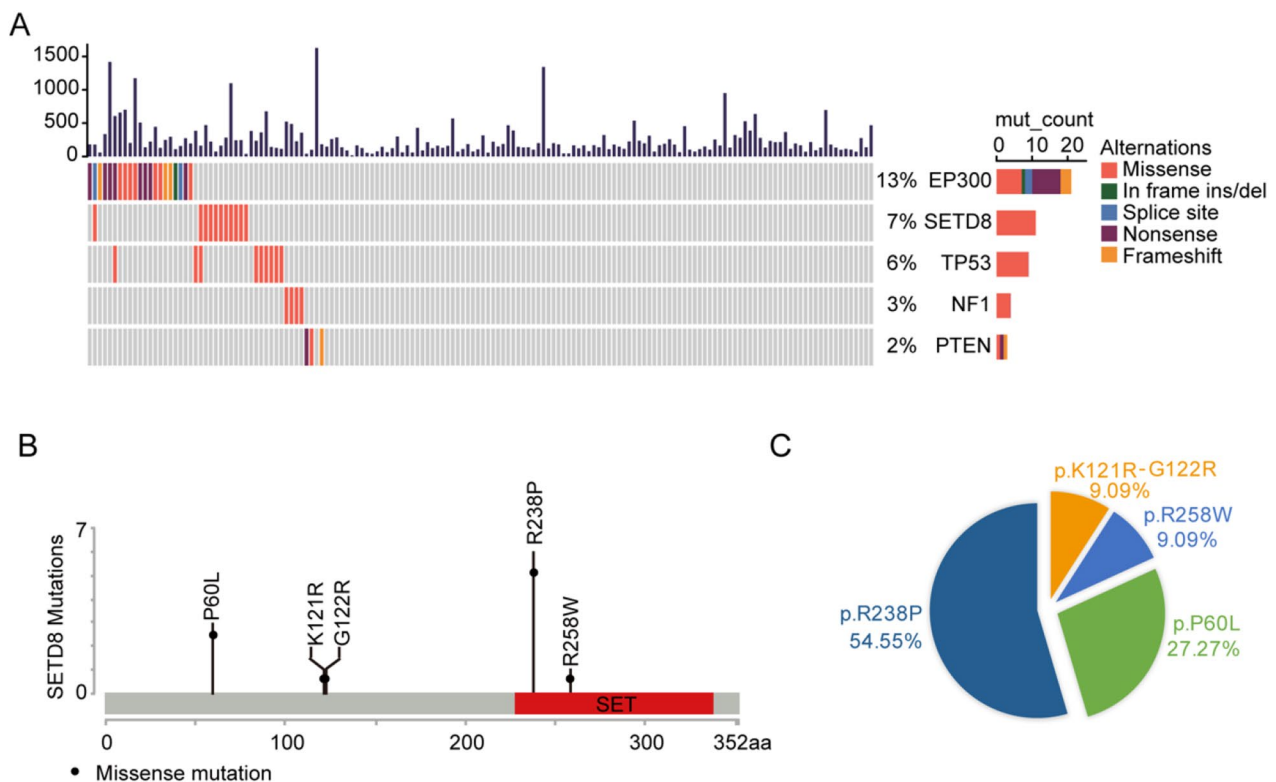 A
1500
1000
500
0
mut_count
0 10 20
13% EP300
7% SETD8
6% TP53
3% NF1
2% PTEN
Alternations
Missense
In frame ins/del
Splice site
Nonsense
Frameshift
B
SETD8 Mutations
7
0
P60L
K121R
G122R
R238P
R258W
SET
0 100 200 300 352aa
Missense mutation
C
p.K121R-G122R
9.09%
p.R258W
9.09%
p.P60L
27.27%
p.R238P
54.55%